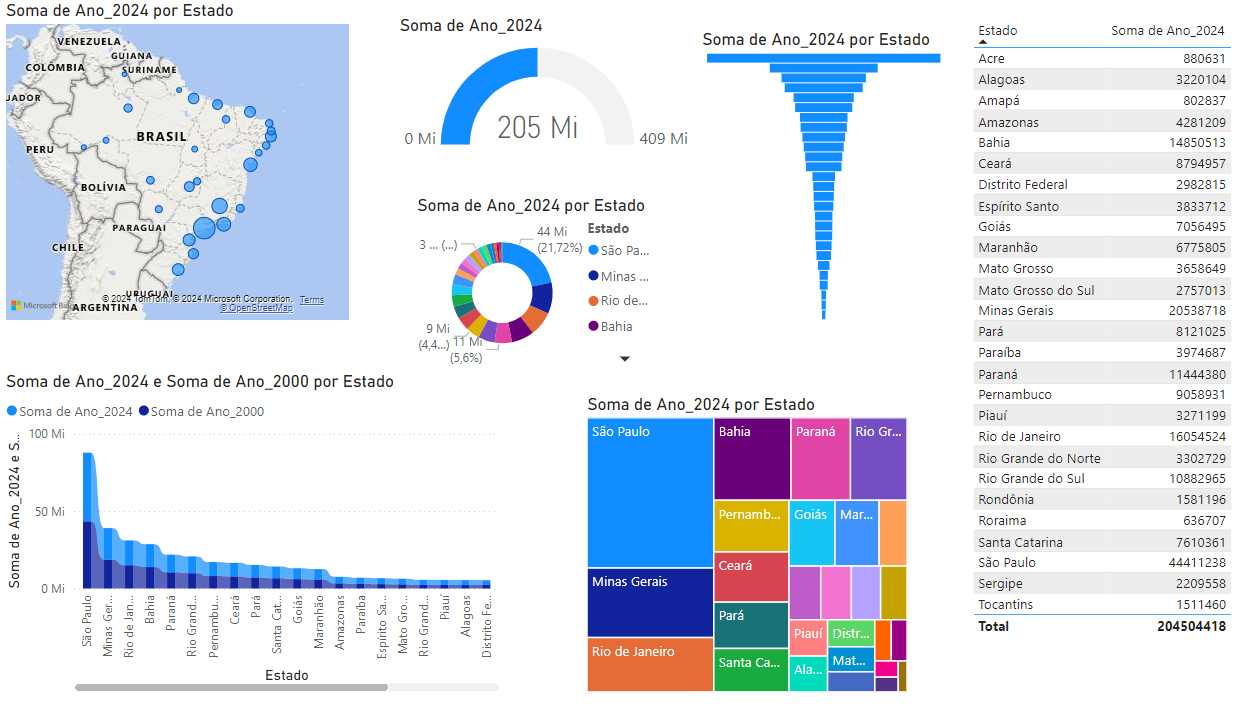 Soma de Ano_2024 por Estado
VENEZUELA
GUIANA
SURINAME
COLÔMBIA
UADOR
BRASIL
PERU
BOLÍVIA
PARAGUAI
CHILE
URUGUAI
ARGENTINA
© 2024 TomTom, © 2024 Microsoft Corporation,
Terms
© OpenStreetMap
Microsoft Bing
Soma de Ano_2024
0 Mi
205 Mi
409 Mi
Soma de Ano_2024 por Estado
Soma de Ano_2024 por Estado
44 Mi
(21,72%)
3 ... (...)
9 Mi
(4,4...)
11 Mi
(5,6%)
Estado
São Pa...
Minas ...
Rio de...
Bahia
Soma de Ano_2024 e Soma de Ano_2000 por Estado
Soma de Ano_2024 Soma de Ano_2000
Soma de Ano_2024 e S...
100 Mi
50 Mi
0 Mi
São Paulo
Minas Ger...
Rio de Jan...
Bahia
Paraná
Rio Grand...
Pernambu...
Ceará
Pará
Santa Cat...
Goiás
Maranhão
Amazonas
Paraíba
Espírito Sa...
Mato Gro...
Rio Grand...
Piauí
Alagoas
Distrito Fe...
Estado
Soma de Ano_2024 por Estado
São Paulo
Minas Gerais
Rio de Janeiro
Bahia
Paraná
Rio Gr...
Pernamb...
Goiás
Mar...
Ceará
Pará
Santa Ca...
Piauí
Distr...
Ala...
Mat...
Estado Soma de Ano_2024
Acre 880631
Alagoas 3220104
Amapá 802837
Amazonas 4281209
Bahia 14850513
Ceará 8794957
Distrito Federal 2982815
Espírito Santo 3833712
Goiás 7056495
Maranhão 6775805
Mato Grosso 3658649
Mato Grosso do Sul 2757013
Minas Gerais 20538718
Pará 8121025
Paraíba 3974687
Paraná 11444380
Pernambuco 9058931
Piauí 3271199
Rio de Janeiro 16054524
Rio Grande do Norte 3302729
Rio Grande do Sul 10882965
Rondônia 1581196
Roraima 636707
Santa Catarina 7610361
São Paulo 44411238
Sergipe 2209558
Tocantins 1511460
Total 204504418